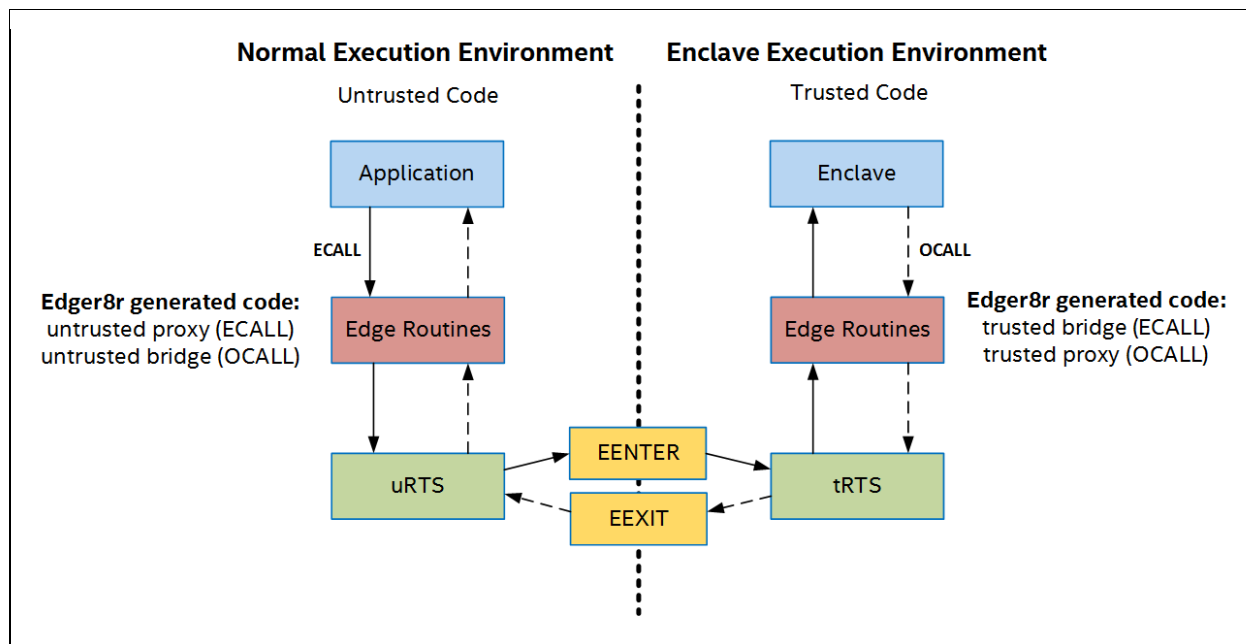 Normal Execution Environment
Untrusted Code
Enclave Execution Environment
Trusted Code
Application
Enclave
ECALL
OCALL
Edger8r generated code:
untrusted proxy (ECALL)
untrusted bridge (OCALL)
Edge Routines
Edge Routines
Edger8r generated code:
trusted bridge (ECALL)
trusted proxy (OCALL)
EENTER
uRTS
tRTS
EEXIT